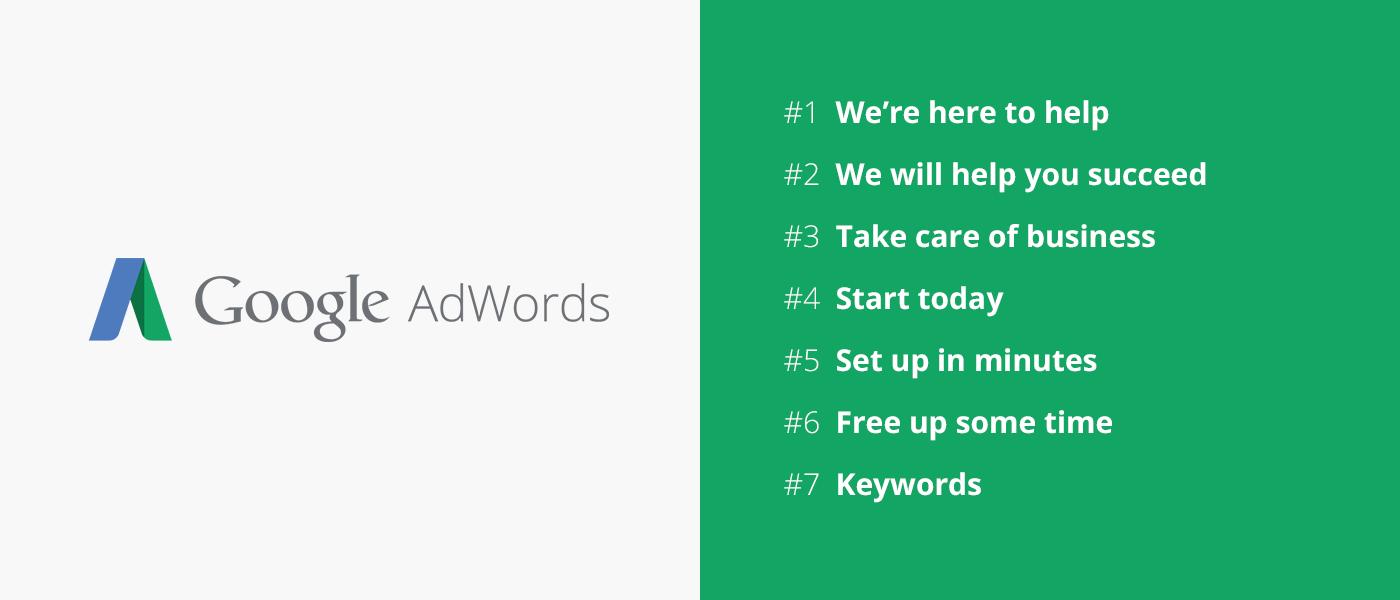 Google AdWords
#1 We’re here to help
#2 We will help you succeed
#3 Take care of business
#4 Start today
#5 Set up in minutes
#6 Free up some time
#7 Keywords